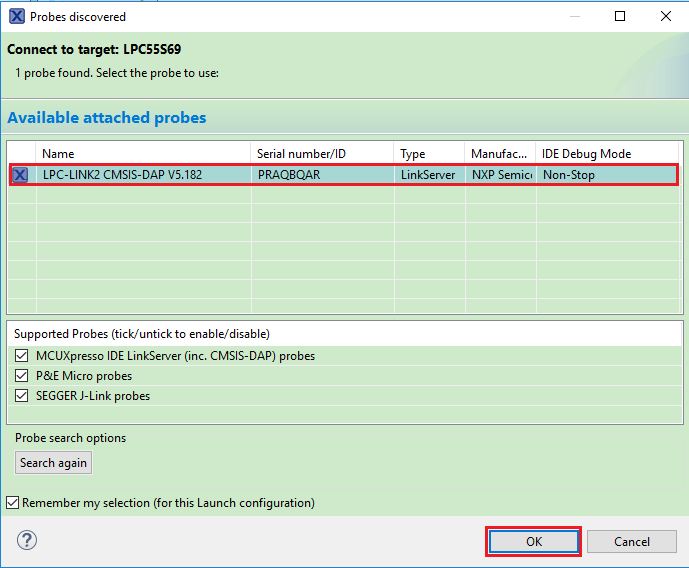 Probes discovered
Connect to target: LPC55S69
1 probe found. Select the probe to use:
Available attached probes
Name Serial number/ID Type Manufac... IDE Debug Mode
LPC-LINK2 CMSIS-DAP V5.182 PRAQBQAR LinkServer NXP Semic Non-Stop
Supported Probes (tick/untick to enable/disable)
MCUXpresso IDE LinkServer (inc. CMSIS-DAP) probes
P&E Micro probes
SEGGER J-Link probes
Probe search options
Search again
Remember my selection (for this Launch configuration)
? OK Cancel